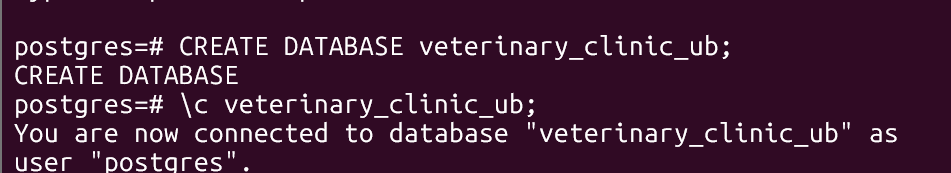 postgres=# CREATE DATABASE veterinary_clinic_ub;
CREATE DATABASE
postgres=# \c veterinary_clinic_ub;
You are now connected to database "veterinary_clinic_ub" as
user "postgres".